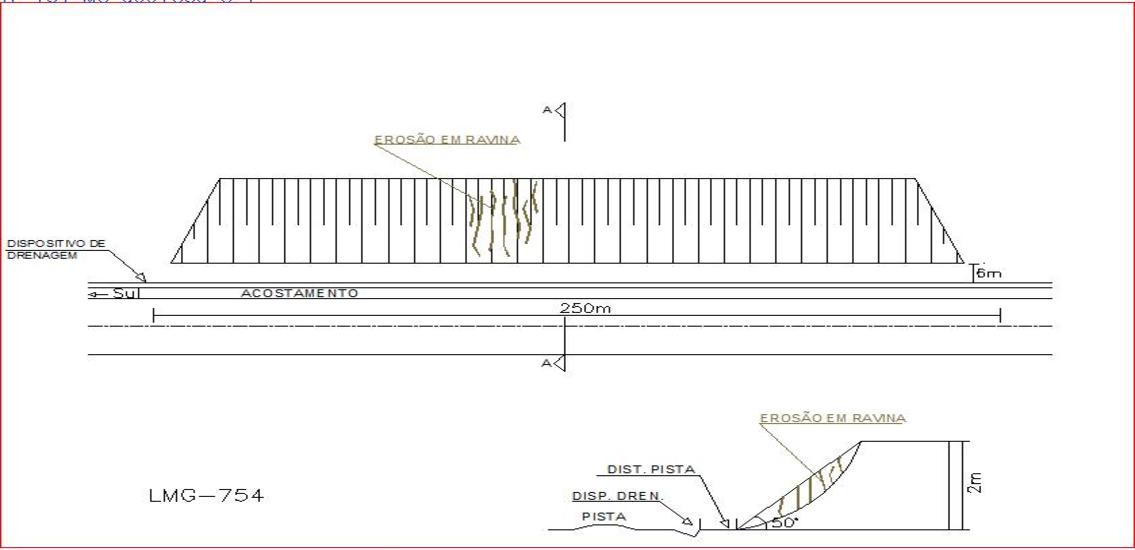 A
EROSÃO EM RAVINA
DISPOSITIVO DE
DRENAGEM
6m
Sul
ACOSTAMENTO
250m
A
EROSÃO EM RAVINA
DIST. PISTA
2m
LMG-754
DISP. DREN.
PISTA
50°